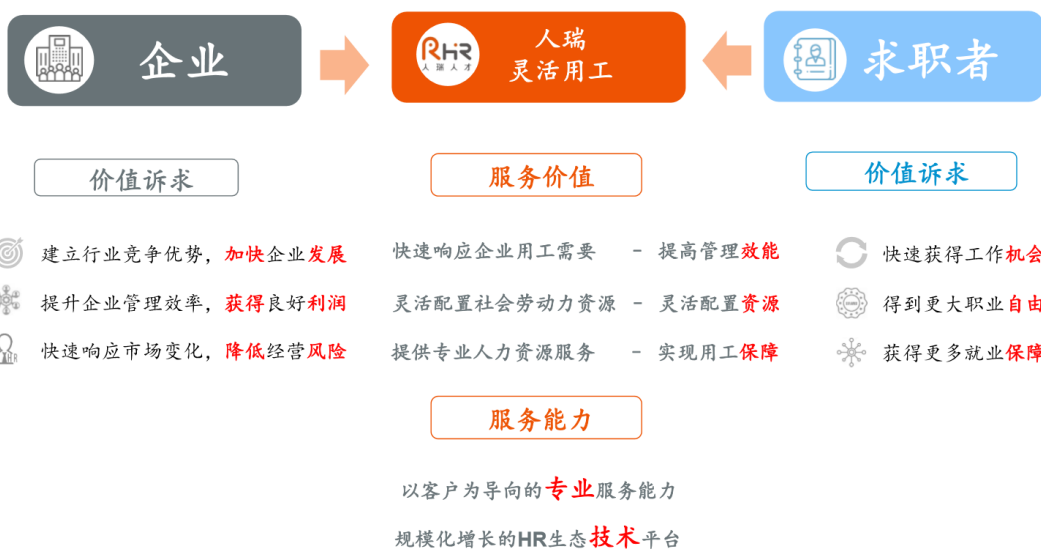 企业
RHR
人瑞人才
人瑞
灵活用工
求职者
价值诉求
建立行业竞争优势，加快企业发展
提升企业管理效率，获得良好利润
快速响应市场变化，降低经营风险
HR
服务价值
快速响应企业用工需要 - 提高管理效能
灵活配置社会劳动力资源 - 灵活配置资源
提供专业人力资源服务 - 实现用工保障
价值诉求
快速获得工作机会
得到更大职业自由
获得更多就业保障
服务能力
以客户为导向的专业服务能力
规模化增长的HR生态技术平台